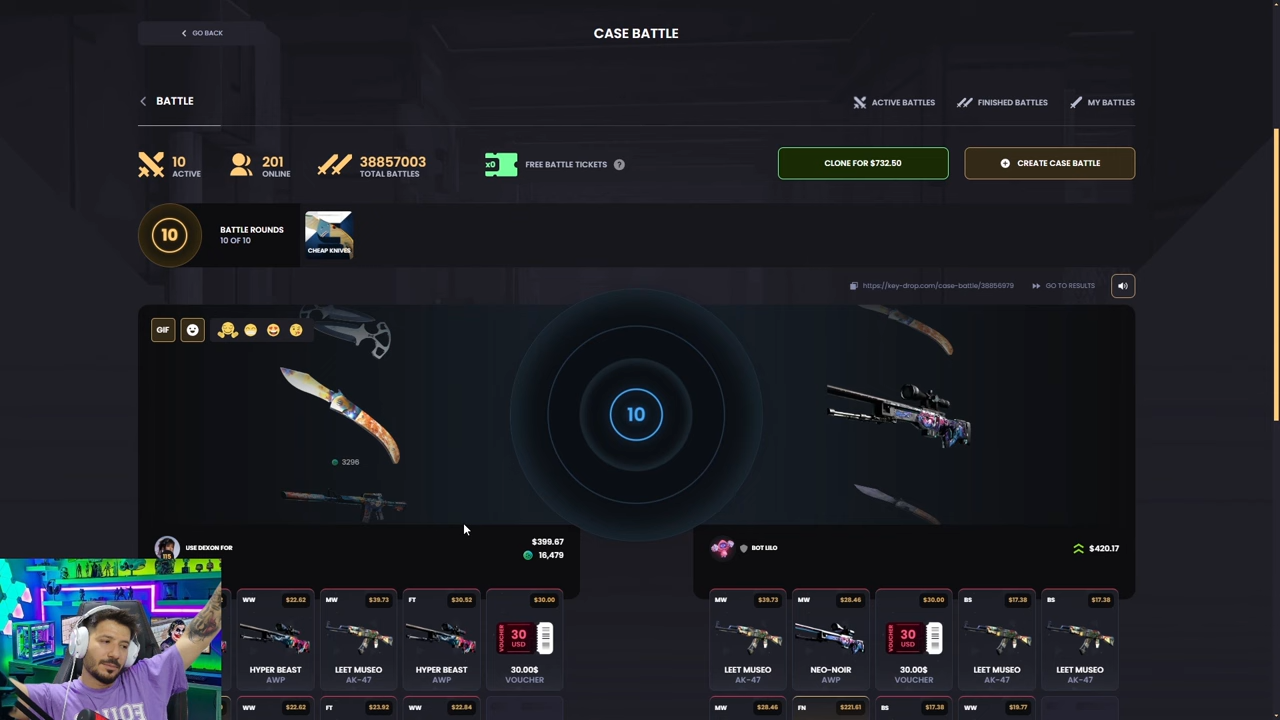 GO BACK
CASE BATTLE
BATTLE
ACTIVE BATTLES
FINISHED BATTLES
MY BATTLES
10
ACTIVE
201
ONLINE
38857003
TOTAL BATTLES
x0
FREE BATTLE TICKETS ?
CLONE FOR $732.50
CREATE CASE BATTLE
10
BATTLE ROUNDS
10 OF 10
CHEAP KNIVES
https://key-drop.com/case-battle/38856979
GO TO RESULTS
GIF
10
3296
115
USE DEXON FOR
$399.67
16,479
BOT LILO
$420.17
WW $22.62
HYPER BEAST
AWP
MW $39.73
LEET MUSEO
AK-47
FT $30.52
HYPER BEAST
AWP
$30.00
VOUCHER
30
USD
30.00$
VOUCHER
MW $39.73
LEET MUSEO
AK-47
MW $28.46
NEO-NOIR
AWP
$30.00
VOUCHER
30
USD
30.00$
VOUCHER
BS $17.38
LEET MUSEO
AK-47
BS $17.38
LEET MUSEO
AK-47
WW $22.62
FT $23.92
WW $22.84
MW $28.46
FN $221.61
BS $17.38
WW $19.77